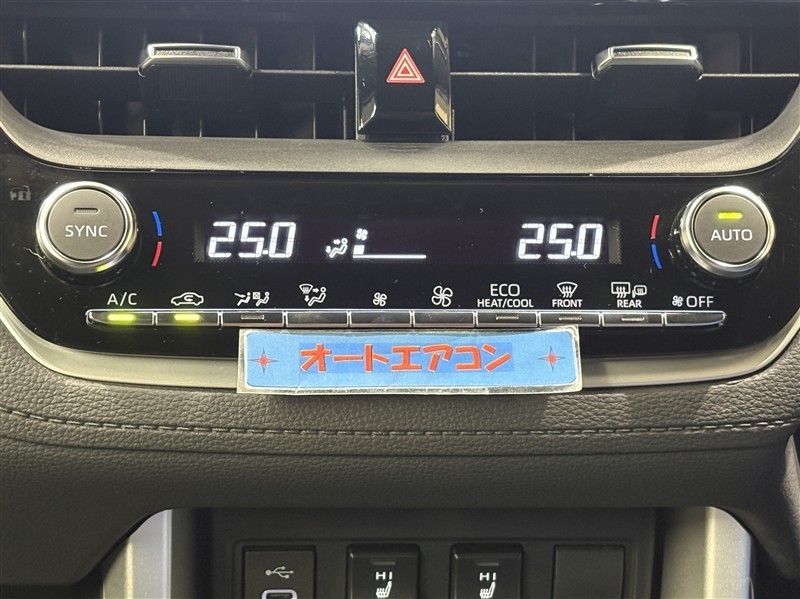 SYNC
25.0
25.0
AUTO
A/C
ECO
HEAT/COOL
FRONT
REAR
OFF
オートエアコン
HI
HI